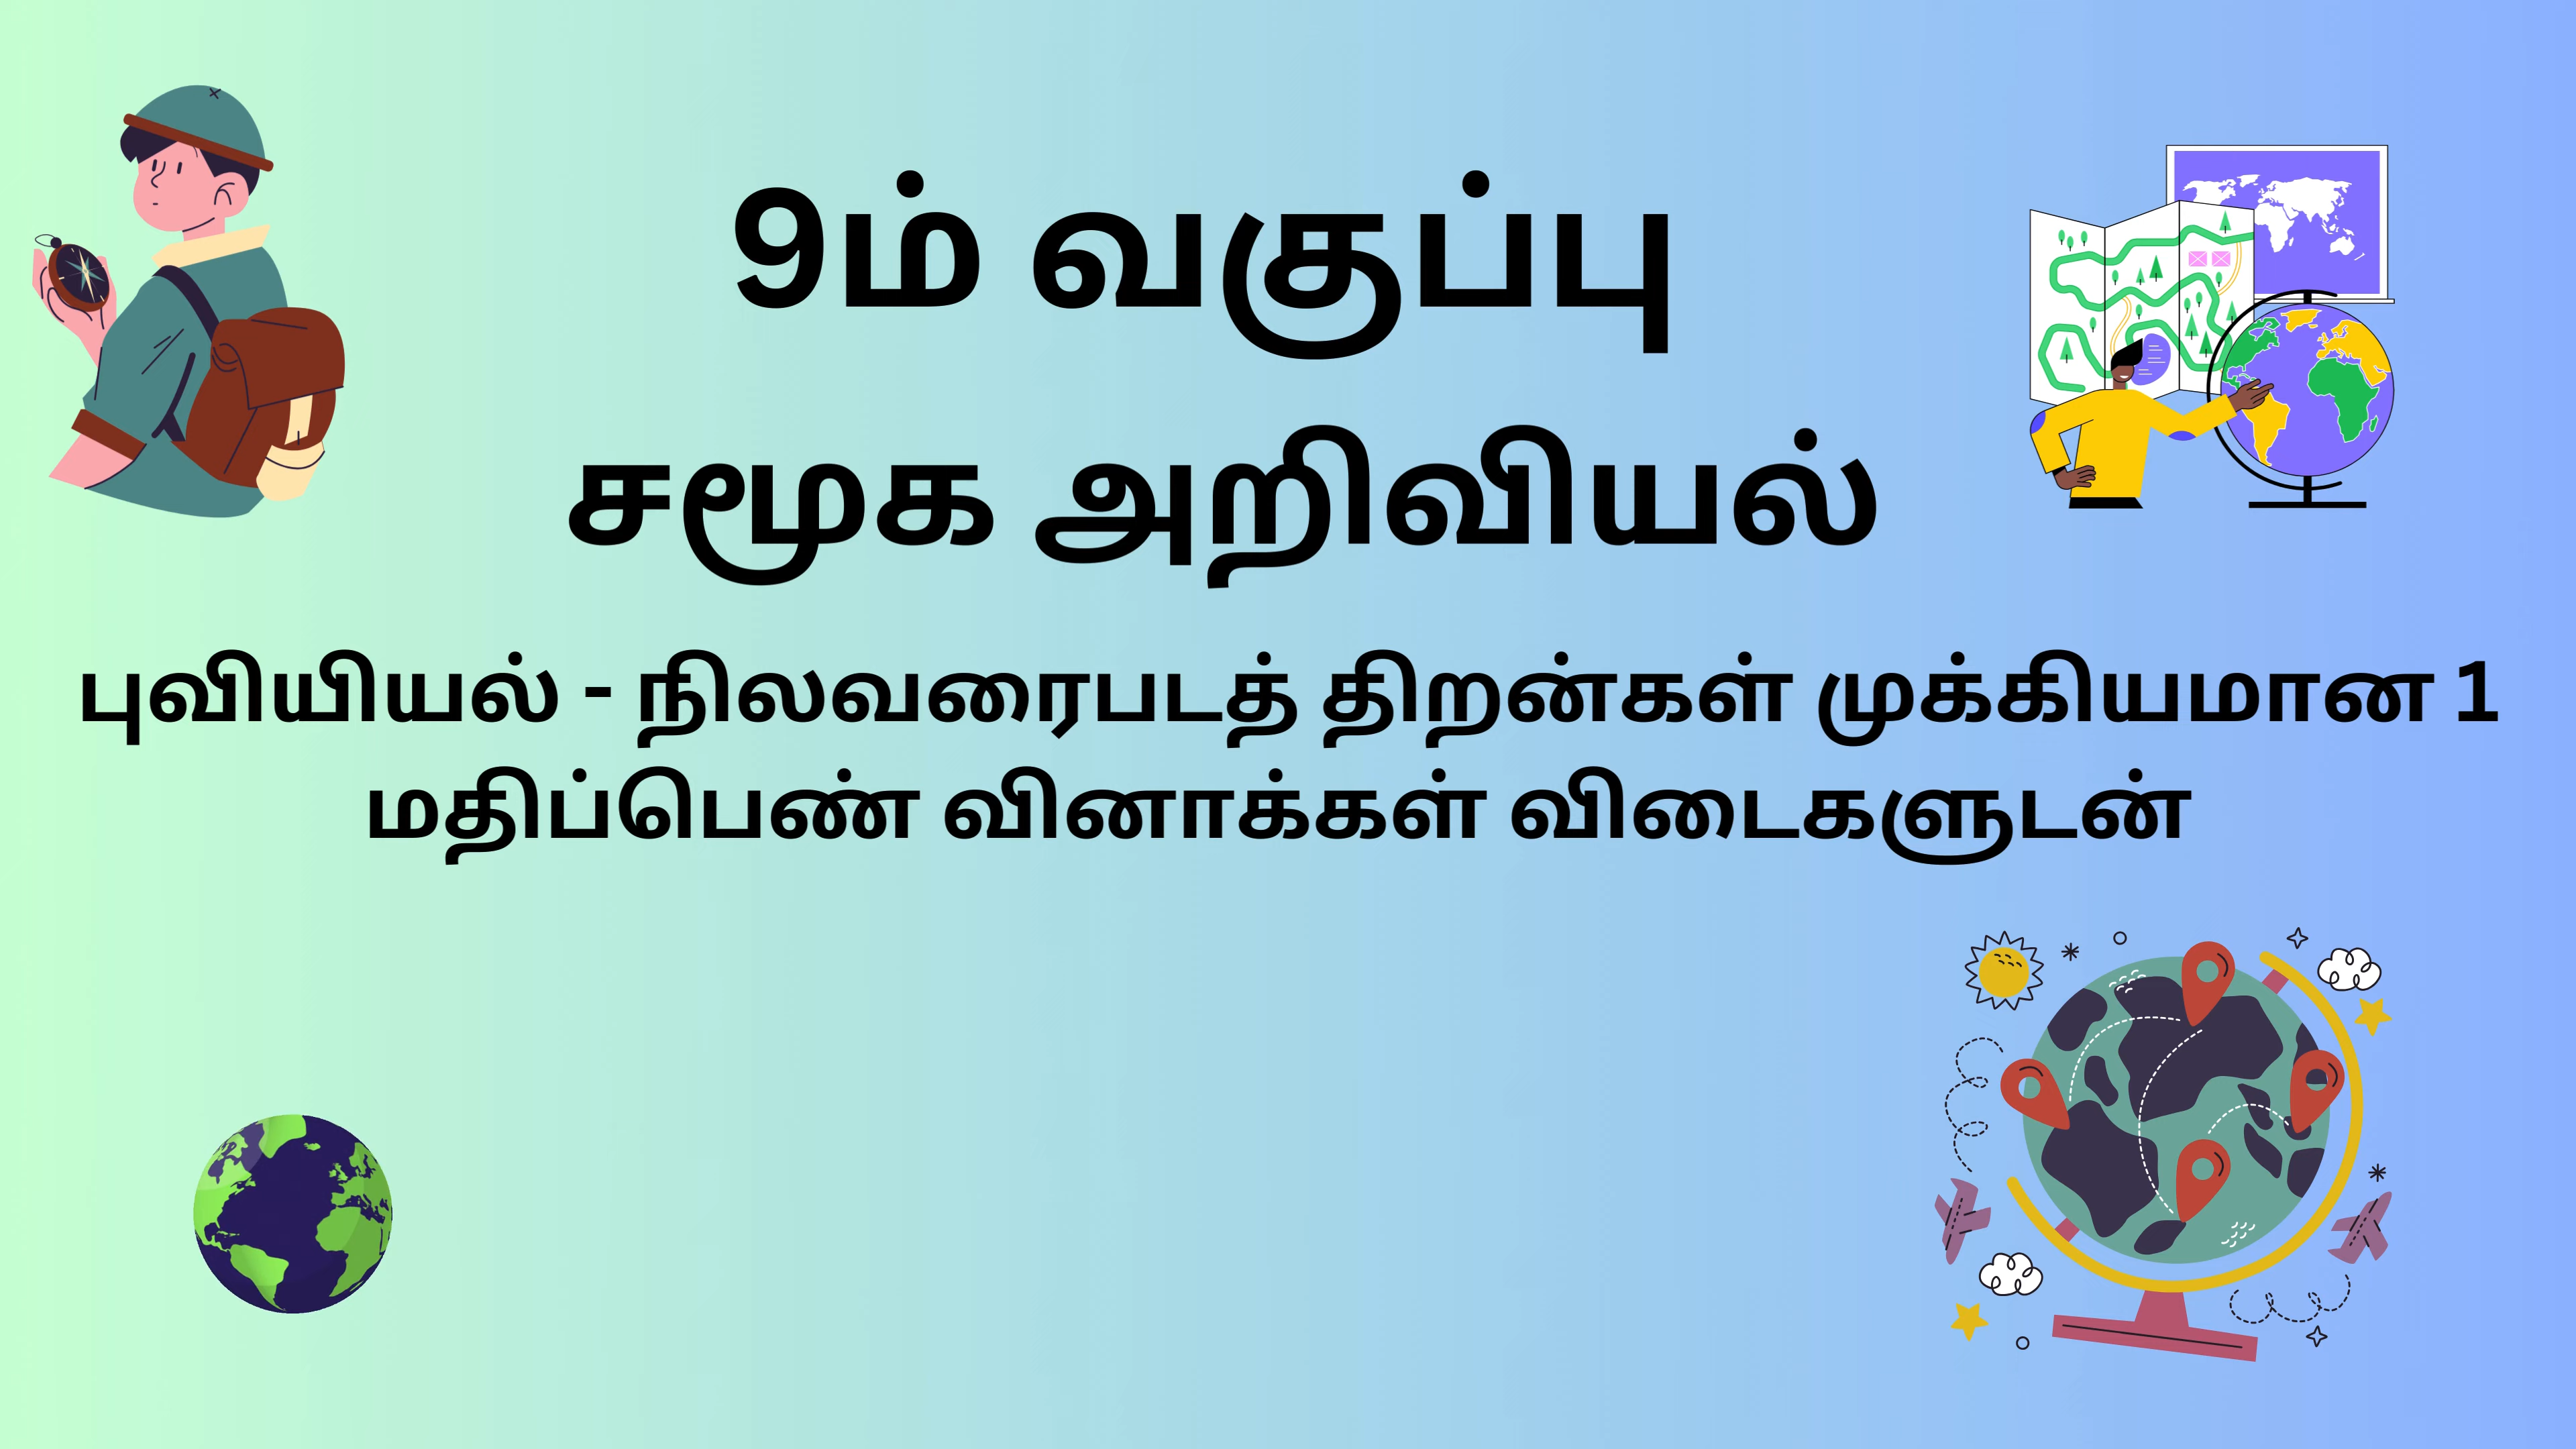 9ம் வகுப்பு
சமூக அறிவியல்
புவியியல் - நிலவரைபடத் திறன்கள் முக்கியமான 1
மதிப்பெண் வினாக்கள் விடைகளுடன்